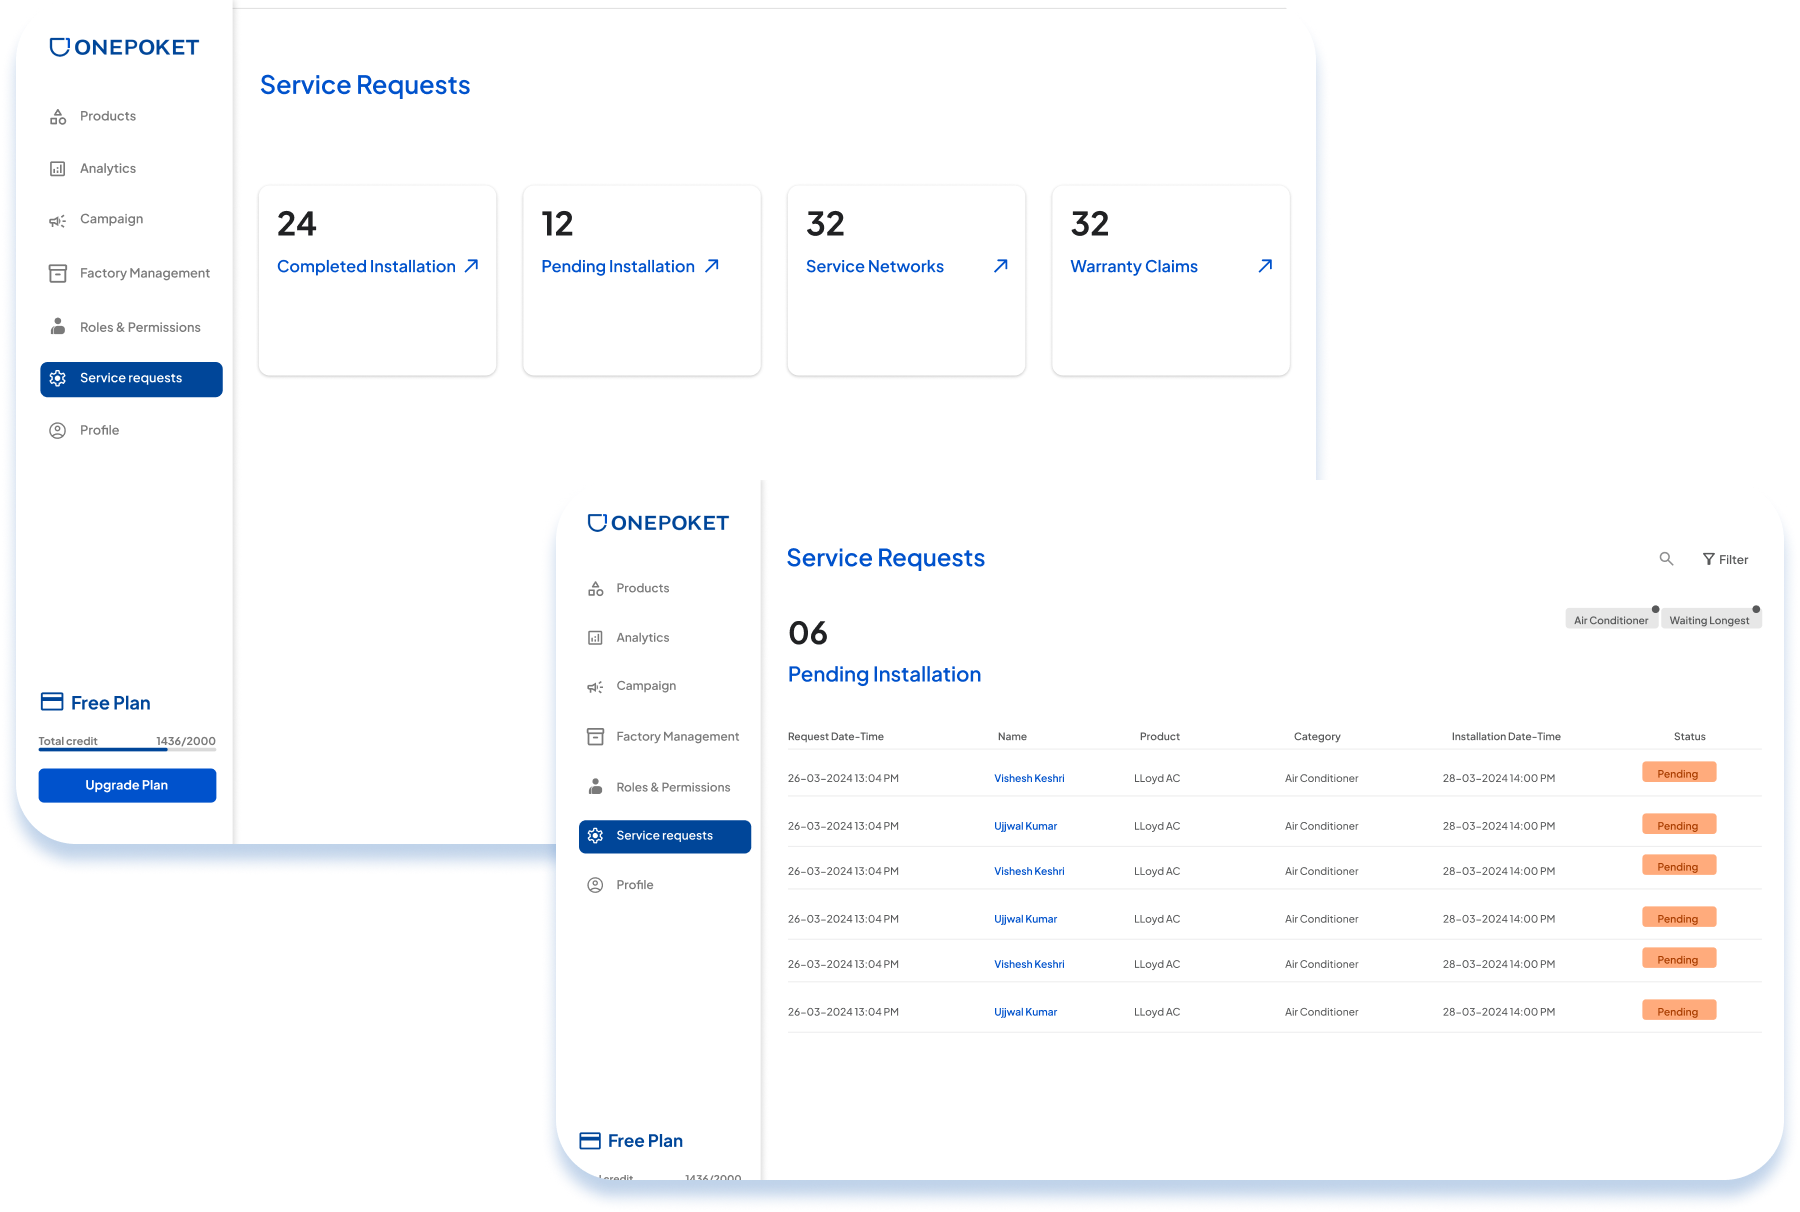 ONEPOKET
Service Requests
Products
Analytics
Campaign
Factory Management
Roles & Permissions
Service requests
Profile
24
Completed Installation
12
Pending Installation
32
Service Networks
32
Warranty Claims
Free Plan
Total credit 1436/2000
Upgrade Plan
ONEPOKET
Products
Analytics
Campaign
Factory Management
Roles & Permissions
Service requests
Profile
Free Plan
credit 1436/2000
Service Requests
Filter
Air Conditioner Waiting Longest
06
Pending Installation
Request Date-Time Name Product Category Installation Date-Time Status
26-03-2024 13:04 PM Vishesh Keshri LLoyd AC Air Conditioner 28-03-2024 14:00 PM Pending
26-03-2024 13:04 PM Ujjwal Kumar LLoyd AC Air Conditioner 28-03-2024 14:00 PM Pending
26-03-2024 13:04 PM Vishesh Keshri LLoyd AC Air Conditioner 28-03-2024 14:00 PM Pending
26-03-2024 13:04 PM Ujjwal Kumar LLoyd AC Air Conditioner 28-03-2024 14:00 PM Pending
26-03-2024 13:04 PM Vishesh Keshri LLoyd AC Air Conditioner 28-03-2024 14:00 PM Pending
26-03-2024 13:04 PM Ujjwal Kumar LLoyd AC Air Conditioner 28-03-2024 14:00 PM Pending